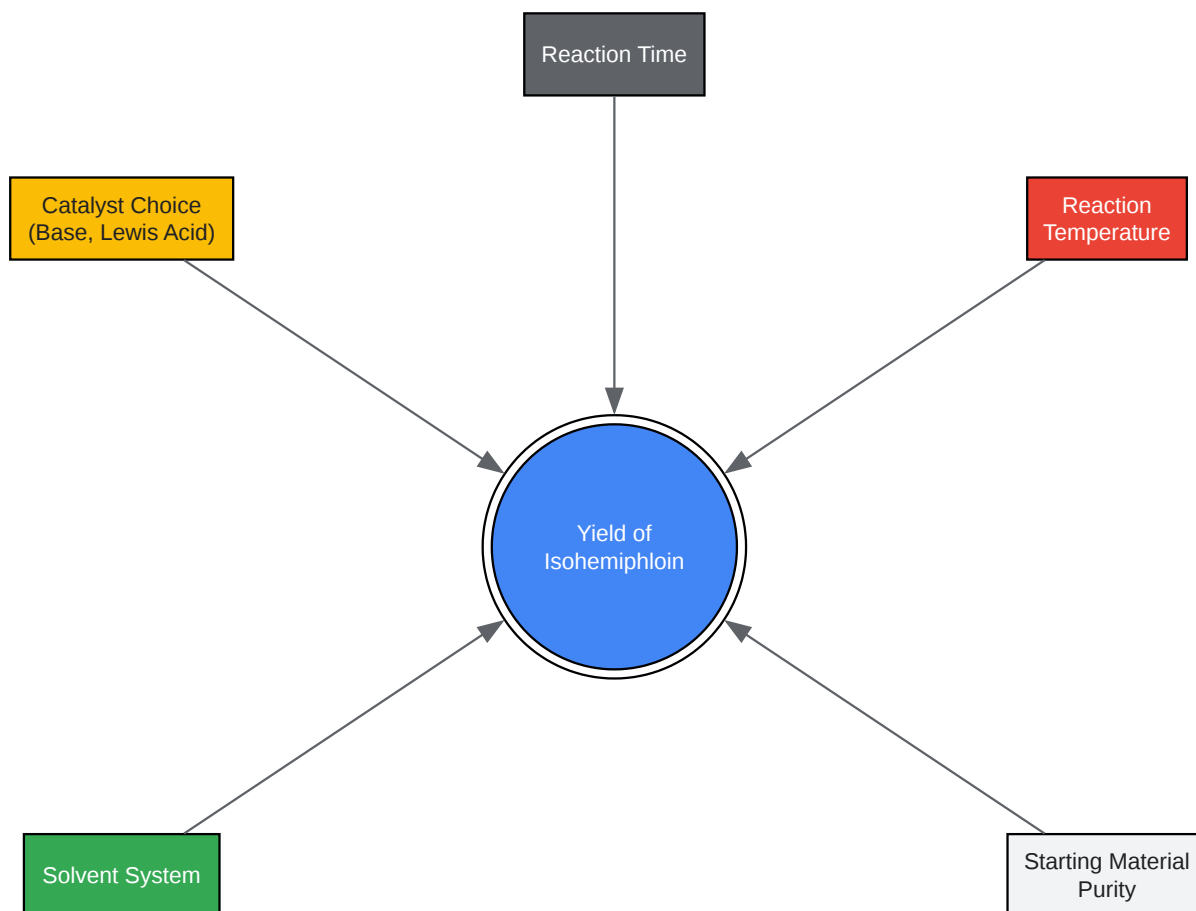 Reaction Time
Catalyst Choice
(Base, Lewis Acid)
Reaction
Temperature
Yield of
Isohemiphloin
Solvent System
Starting Material
Purity